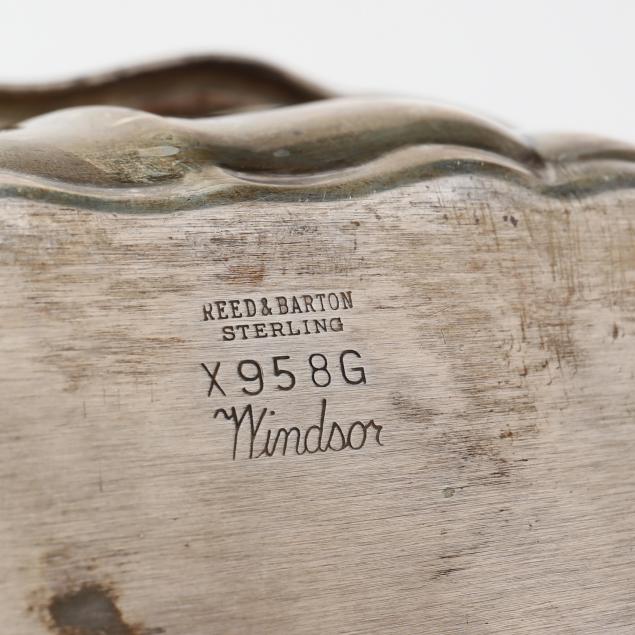 REED & BARTON
STERLING
X958G
Windsor